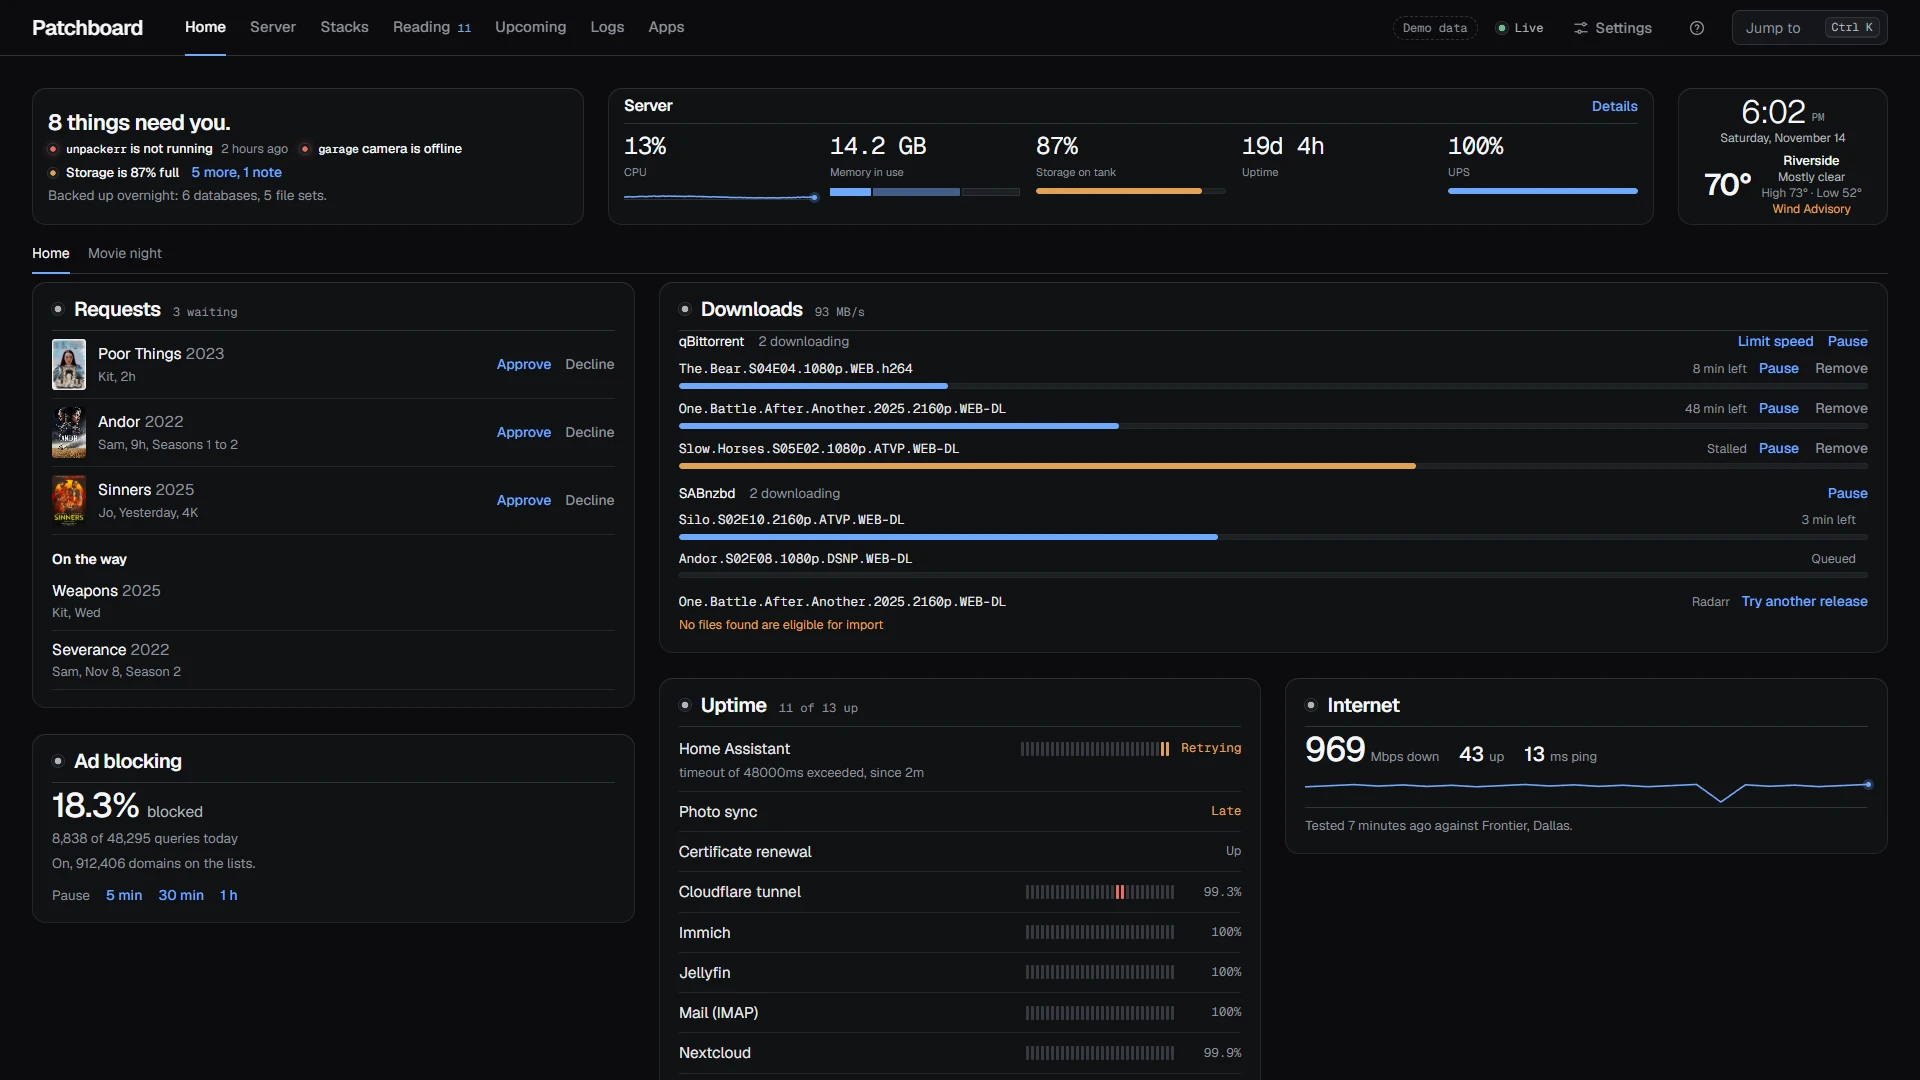 Patchboard Home Server Stacks Reading 11 Upcoming Logs Apps Demo data Live Settings Jump to Ctrl K
8 things need you.
unpackerr is not running 2 hours ago garage camera is offline
Storage is 87% full 5 more, 1 note
Backed up overnight: 6 databases, 5 file sets.
Server Details
13% 14.2 GB 87% 19d 4h 100%
CPU Memory in use Storage on tank Uptime UPS
6:02 PM
Saturday, November 14
70° Riverside
Mostly clear
High 73° · Low 52°
Wind Advisory
Home Movie night
Requests 3 waiting
Poor Things 2023
Kit, 2h
Approve Decline
Andor 2022
Sam, 9h, Seasons 1 to 2
Approve Decline
SINNERS
Sinners 2025
Jo, Yesterday, 4K
Approve Decline
On the way
Weapons 2025
Kit, Wed
Severance 2022
Sam, Nov 8, Season 2
Ad blocking
18.3% blocked
8,838 of 48,295 queries today
On, 912,406 domains on the lists.
Pause 5 min 30 min 1 h
Downloads 93 MB/s
qBittorrent 2 downloading Limit speed Pause
The.Bear.S04E04.1080p.WEB.h264 8 min left Pause Remove
One.Battle.After.Another.2025.2160p.WEB-DL 48 min left Pause Remove
Slow.Horses.S05E02.1080p.ATVP.WEB-DL Stalled Pause Remove
SABnzbd 2 downloading Pause
Silo.S02E10.2160p.ATVP.WEB-DL 3 min left
Andor.S02E08.1080p.DSNP.WEB-DL Queued
One.Battle.After.Another.2025.2160p.WEB-DL Radarr Try another release
No files found are eligible for import
Uptime 11 of 13 up
Home Assistant Retrying
timeout of 48000ms exceeded, since 2m
Photo sync Late
Certificate renewal Up
Cloudflare tunnel 99.3%
Immich 100%
Jellyfin 100%
Mail (IMAP) 100%
Nextcloud 99.9%
Internet
969 Mbps down 43 up 13 ms ping
Tested 7 minutes ago against Frontier, Dallas.